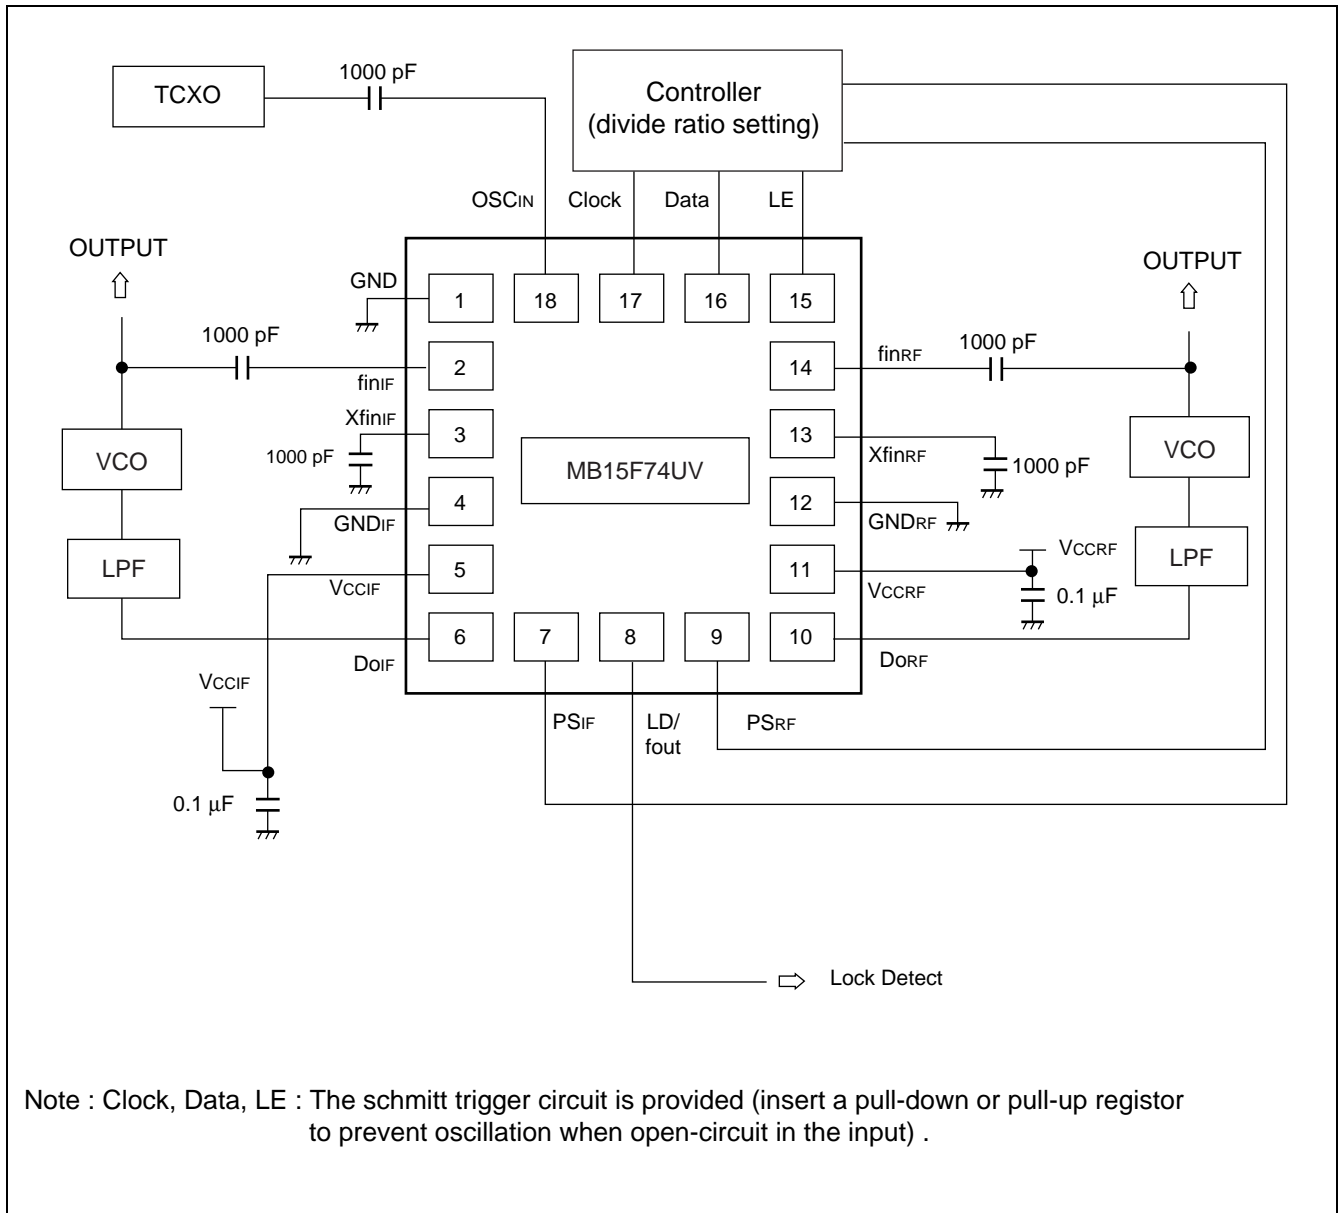 1000 pF
TCXO
Controller
(divide ratio setting)
OSCIN
Clock
Data
LE
OUTPUT
OUTPUT
GND
1
18
17
16
15
1000 pF
finIF
2
14
finRF
1000 pF
XfinIF
1000 pF
3
13
XfinRF
1000 pF
VCO
MB15F74UV
VCO
GNDIF
4
12
GNDRF
LPF
VCCIF
5
11
VCCRF
VCCRF
0.1 μF
LPF
DoIF
6
7
8
9
10
DoRF
VCCIF
0.1 μF
PSIF
LD/
fout
PSRF
Lock Detect
Note : Clock, Data, LE : The schmitt trigger circuit is provided (insert a pull-down or pull-up registor
to prevent oscillation when open-circuit in the input) .